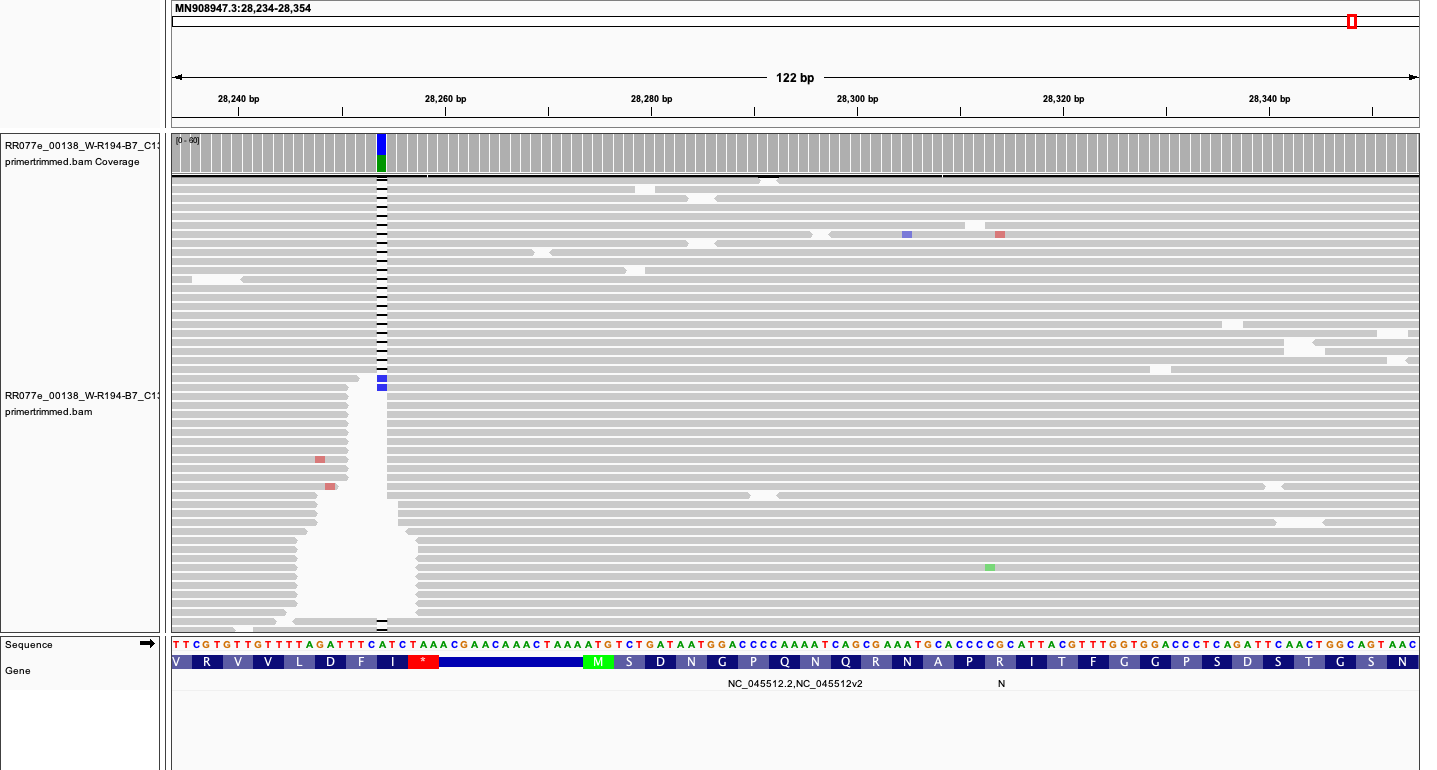 MN908947.3:28,234-28,354
122 bp
28,240 bp 28,260 bp 28,280 bp 28,300 bp 28,320 bp 28,340 bp
RR077e_00138_W-R194-B7_C13
primertrimmed.bam Coverage
[0 - 60]
RR077e_00138_W-R194-B7_C13
primertrimmed.bam
Sequence
TTCGTGTTGTTTTAGATTTCATCTAAACGAACAAACTAAAATGTCTGATAATGGACCCCAAAATCAGCGAAATGCACCCCGCATTACGTTTGGTGGACCCTCAGATTCAACTGGCAGTAAC
Gene
V R V V L D F I * M S D N G P Q N Q R N A P R I T F G G P S D S T G S N
NC_045512.2,NC_045512v2 N